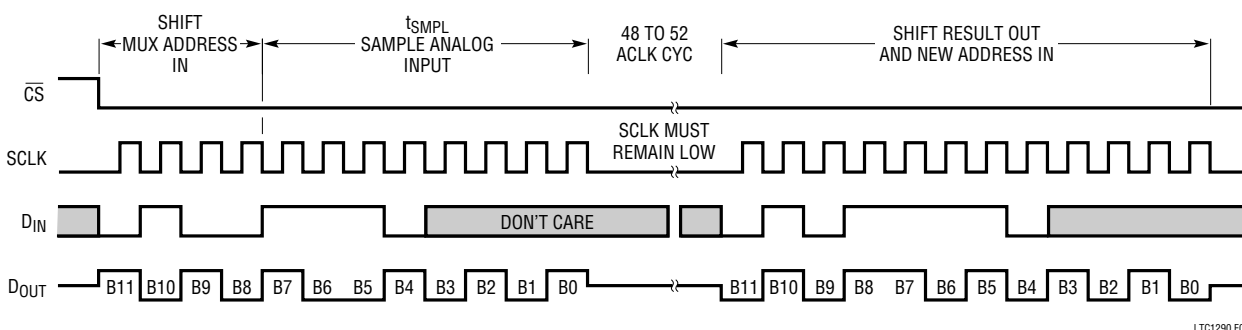 SHIFT
MUX ADDRESS
IN
tSMPL
SAMPLE ANALOG
INPUT
48 TO 52
ACLK CYC
SHIFT RESULT OUT
AND NEW ADDRESS IN
CS
SCLK
SCLK MUST
REMAIN LOW
DIN
DON'T CARE
DOUT
B11 B10 B9 B8 B7 B6 B5 B4 B3 B2 B1 B0 B11 B10 B9 B8 B7 B6 B5 B4 B3 B2 B1 B0